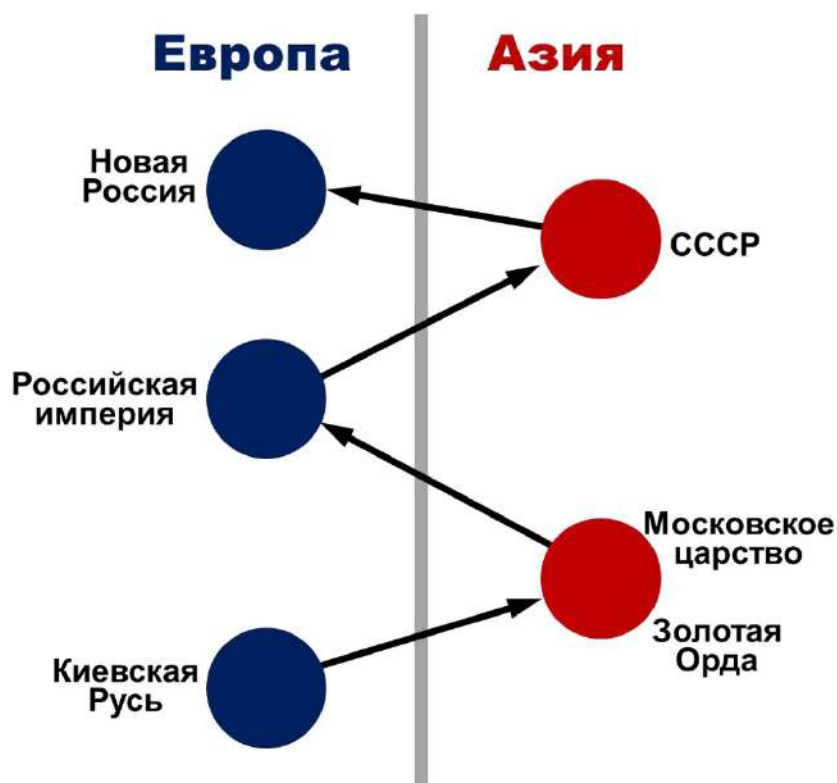 Европа
Азия
Новая
Россия
СССР
Российская
империя
Московское
царство
Золотая
Орда
Киевская
Русь